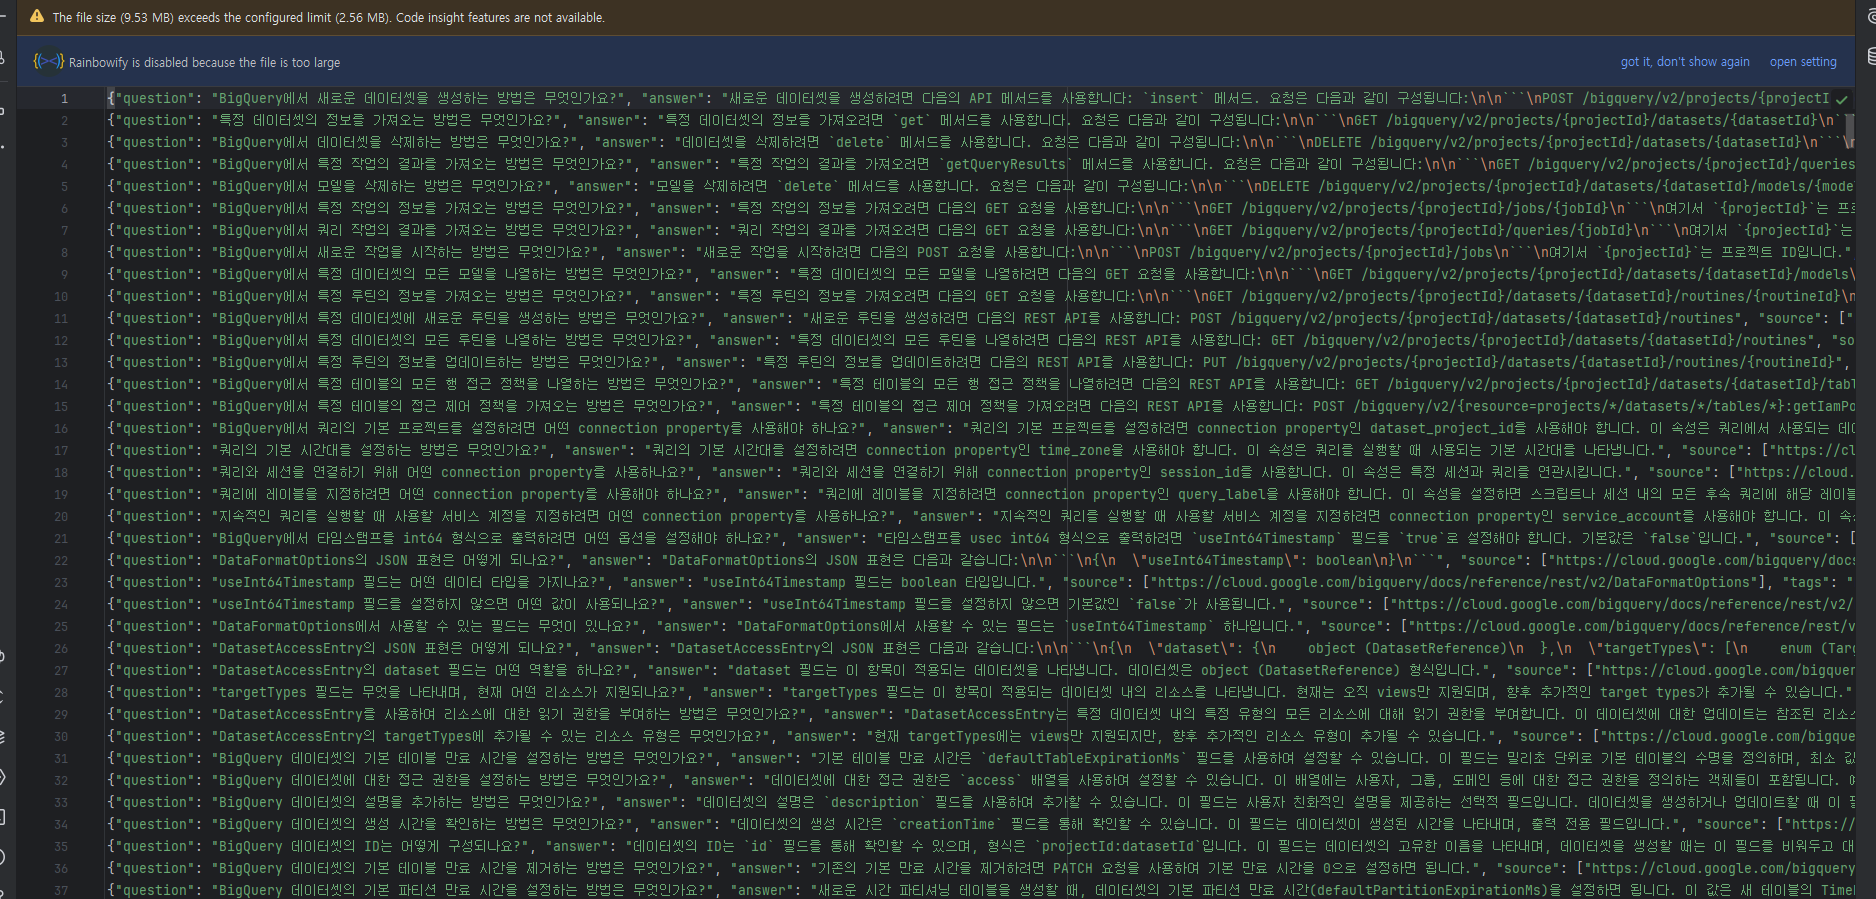 The file size (9.53 MB) exceeds the configured limit (2.56 MB). Code insight features are not available.
Rainbowify is disabled because the file is too large got it, don't show again open setting
1 {"question": "BigQuery에서 새로운 데이터셋을 생성하는 방법은 무엇인가요?", "answer": "새로운 데이터셋을 생성하려면 다음의 API 메서드를 사용합니다: `insert` 메서드. 요청은 다음과 같이 구성됩니다:\n\n```\nPOST /bigquery/v2/projects/{projectI
2 {"question": "특정 데이터셋의 정보를 가져오는 방법은 무엇인가요?", "answer": "특정 데이터셋의 정보를 가져오려면 `get` 메서드를 사용합니다. 요청은 다음과 같이 구성됩니다:\n\n```\nGET /bigquery/v2/projects/{projectId}/datasets/{datasetId}\n``
3 {"question": "BigQuery에서 데이터셋을 삭제하는 방법은 무엇인가요?", "answer": "데이터셋을 삭제하려면 `delete` 메서드를 사용합니다. 요청은 다음과 같이 구성됩니다:\n\n```\nDELETE /bigquery/v2/projects/{projectId}/datasets/{datasetId}\n```\n
4 {"question": "BigQuery에서 특정 작업의 결과를 가져오는 방법은 무엇인가요?", "answer": "특정 작업의 결과를 가져오려면 `getQueryResults` 메서드를 사용합니다. 요청은 다음과 같이 구성됩니다:\n\n```\nGET /bigquery/v2/projects/{projectId}/queries
5 {"question": "BigQuery에서 모델을 삭제하는 방법은 무엇인가요?", "answer": "모델을 삭제하려면 `delete` 메서드를 사용합니다. 요청은 다음과 같이 구성됩니다:\n\n```\nDELETE /bigquery/v2/projects/{projectId}/datasets/{datasetId}/models/{mode
6 {"question": "BigQuery에서 특정 작업의 정보를 가져오는 방법은 무엇인가요?", "answer": "특정 작업의 정보를 가져오려면 다음의 GET 요청을 사용합니다:\n\n```\nGET /bigquery/v2/projects/{projectId}/jobs/{jobId}\n```\n여기서 `{projectId}`는 프로
7 {"question": "BigQuery에서 쿼리 작업의 결과를 가져오는 방법은 무엇인가요?", "answer": "쿼리 작업의 결과를 가져오려면 다음의 GET 요청을 사용합니다:\n\n```\nGET /bigquery/v2/projects/{projectId}/queries/{jobId}\n```\n여기서 `{projectId}`는
8 {"question": "BigQuery에서 새로운 작업을 시작하는 방법은 무엇인가요?", "answer": "새로운 작업을 시작하려면 다음의 POST 요청을 사용합니다:\n\n```\nPOST /bigquery/v2/projects/{projectId}/jobs\n```\n여기서 `{projectId}`는 프로젝트 ID입니다."
9 {"question": "BigQuery에서 특정 데이터셋의 모든 모델을 나열하는 방법은 무엇인가요?", "answer": "특정 데이터셋의 모든 모델을 나열하려면 다음의 GET 요청을 사용합니다:\n\n```\nGET /bigquery/v2/projects/{projectId}/datasets/{datasetId}/models\
10 {"question": "BigQuery에서 특정 루틴의 정보를 가져오는 방법은 무엇인가요?", "answer": "특정 루틴의 정보를 가져오려면 다음의 GET 요청을 사용합니다:\n\n```\nGET /bigquery/v2/projects/{projectId}/datasets/{datasetId}/routines/{routineId}\n
11 {"question": "BigQuery에서 특정 데이터셋에 새로운 루틴을 생성하는 방법은 무엇인가요?", "answer": "새로운 루틴을 생성하려면 다음의 REST API를 사용합니다: POST /bigquery/v2/projects/{projectId}/datasets/{datasetId}/routines", "source": ["
12 {"question": "BigQuery에서 특정 데이터셋의 모든 루틴을 나열하는 방법은 무엇인가요?", "answer": "특정 데이터셋의 모든 루틴을 나열하려면 다음의 REST API를 사용합니다: GET /bigquery/v2/projects/{projectId}/datasets/{datasetId}/routines", "so
13 {"question": "BigQuery에서 특정 루틴의 정보를 업데이트하는 방법은 무엇인가요?", "answer": "특정 루틴의 정보를 업데이트하려면 다음의 REST API를 사용합니다: PUT /bigquery/v2/projects/{projectId}/datasets/{datasetId}/routines/{routineId}",
14 {"question": "BigQuery에서 특정 테이블의 모든 행 접근 정책을 나열하는 방법은 무엇인가요?", "answer": "특정 테이블의 모든 행 접근 정책을 나열하려면 다음의 REST API를 사용합니다: GET /bigquery/v2/projects/{projectId}/datasets/{datasetId}/tabl
15 {"question": "BigQuery에서 특정 테이블의 접근 제어 정책을 가져오는 방법은 무엇인가요?", "answer": "특정 테이블의 접근 제어 정책을 가져오려면 다음의 REST API를 사용합니다: POST /bigquery/v2/{resource=projects/*/datasets/*/tables/*}:getIamPo
16 {"question": "BigQuery에서 쿼리의 기본 프로젝트를 설정하려면 어떤 connection property를 사용해야 하나요?", "answer": "쿼리의 기본 프로젝트를 설정하려면 connection property인 dataset_project_id를 사용해야 합니다. 이 속성은 쿼리에서 사용되는 데이
17 {"question": "쿼리의 기본 시간대를 설정하는 방법은 무엇인가요?", "answer": "쿼리의 기본 시간대를 설정하려면 connection property인 time_zone을 사용해야 합니다. 이 속성은 쿼리를 실행할 때 사용되는 기본 시간대를 나타냅니다.", "source": ["https://cl
18 {"question": "쿼리와 세션을 연결하기 위해 어떤 connection property를 사용하나요?", "answer": "쿼리와 세션을 연결하기 위해 connection property인 session_id를 사용합니다. 이 속성은 특정 세션과 쿼리를 연관시킵니다.", "source": ["https://cloud.
19 {"question": "쿼리에 레이블을 지정하려면 어떤 connection property를 사용해야 하나요?", "answer": "쿼리에 레이블을 지정하려면 connection property인 query_label을 사용해야 합니다. 이 속성을 설정하면 스크립트나 세션 내의 모든 후속 쿼리에 해당 레이블
20 {"question": "지속적인 쿼리를 실행할 때 사용할 서비스 계정을 지정하려면 어떤 connection property를 사용하나요?", "answer": "지속적인 쿼리를 실행할 때 사용할 서비스 계정을 지정하려면 connection property인 service_account를 사용해야 합니다. 이 속성
21 {"question": "BigQuery에서 타임스탬프를 int64 형식으로 출력하려면 어떤 옵션을 설정해야 하나요?", "answer": "타임스탬프를 usec int64 형식으로 출력하려면 `useInt64Timestamp` 필드를 `true`로 설정해야 합니다. 기본값은 `false`입니다.", "source": [
22 {"question": "DataFormatOptions의 JSON 표현은 어떻게 되나요?", "answer": "DataFormatOptions의 JSON 표현은 다음과 같습니다:\n\n```\n{\n  \"useInt64Timestamp\": boolean\n}\n```", "source": ["https://cloud.google.com/bigquery/docs
23 {"question": "useInt64Timestamp 필드는 어떤 데이터 타입을 가지나요?", "answer": "useInt64Timestamp 필드는 boolean 타입입니다.", "source": ["https://cloud.google.com/bigquery/docs/reference/rest/v2/DataFormatOptions"], "tags": "
24 {"question": "useInt64Timestamp 필드를 설정하지 않으면 어떤 값이 사용되나요?", "answer": "useInt64Timestamp 필드를 설정하지 않으면 기본값인 `false`가 사용됩니다.", "source": ["https://cloud.google.com/bigquery/docs/reference/rest/v2/
25 {"question": "DataFormatOptions에서 사용할 수 있는 필드는 무엇이 있나요?", "answer": "DataFormatOptions에서 사용할 수 있는 필드는 `useInt64Timestamp` 하나입니다.", "source": ["https://cloud.google.com/bigquery/docs/reference/rest/v
26 {"question": "DatasetAccessEntry의 JSON 표현은 어떻게 되나요?", "answer": "DatasetAccessEntry의 JSON 표현은 다음과 같습니다:\n\n```\n{\n  \"dataset\": {\n    object (DatasetReference)\n  },\n  \"targetTypes\": [\n    enum (Targ
27 {"question": "DatasetAccessEntry의 dataset 필드는 어떤 역할을 하나요?", "answer": "dataset 필드는 이 항목이 적용되는 데이터셋을 나타냅니다. 데이터셋은 object (DatasetReference) 형식입니다.", "source": ["https://cloud.google.com/bigquer
28 {"question": "targetTypes 필드는 무엇을 나타내며, 현재 어떤 리소스가 지원되나요?", "answer": "targetTypes 필드는 이 항목이 적용되는 데이터셋 내의 리소스를 나타냅니다. 현재는 오직 views만 지원되며, 향후 추가적인 target types가 추가될 수 있습니다."
29 {"question": "DatasetAccessEntry를 사용하여 리소스에 대한 읽기 권한을 부여하는 방법은 무엇인가요?", "answer": "DatasetAccessEntry는 특정 데이터셋 내의 특정 유형의 모든 리소스에 대해 읽기 권한을 부여합니다. 이 데이터셋에 대한 업데이트는 참조된 리소스
30 {"question": "DatasetAccessEntry의 targetTypes에 추가될 수 있는 리소스 유형은 무엇인가요?", "answer": "현재 targetTypes에는 views만 지원되지만, 향후 추가적인 리소스 유형이 추가될 수 있습니다.", "source": ["https://cloud.google.com/bigque
31 {"question": "BigQuery 데이터셋의 기본 테이블 만료 시간을 설정하는 방법은 무엇인가요?", "answer": "기본 테이블 만료 시간은 `defaultTableExpirationMs` 필드를 사용하여 설정할 수 있습니다. 이 필드는 밀리초 단위로 기본 테이블의 수명을 정의하며, 최소 값
32 {"question": "BigQuery 데이터셋에 대한 접근 권한을 설정하는 방법은 무엇인가요?", "answer": "데이터셋에 대한 접근 권한은 `access` 배열을 사용하여 설정할 수 있습니다. 이 배열에는 사용자, 그룹, 도메인 등에 대한 접근 권한을 정의하는 객체들이 포함됩니다. 예
33 {"question": "BigQuery 데이터셋의 설명을 추가하는 방법은 무엇인가요?", "answer": "데이터셋의 설명은 `description` 필드를 사용하여 추가할 수 있습니다. 이 필드는 사용자 친화적인 설명을 제공하는 선택적 필드입니다. 데이터셋을 생성하거나 업데이트할 때 이 필
34 {"question": "BigQuery 데이터셋의 생성 시간을 확인하는 방법은 무엇인가요?", "answer": "데이터셋의 생성 시간은 `creationTime` 필드를 통해 확인할 수 있습니다. 이 필드는 데이터셋이 생성된 시간을 나타내며, 출력 전용 필드입니다.", "source": ["https://
35 {"question": "BigQuery 데이터셋의 ID는 어떻게 구성되나요?", "answer": "데이터셋의 ID는 `id` 필드를 통해 확인할 수 있으며, 형식은 `projectId:datasetId`입니다. 이 필드는 데이터셋의 고유한 이름을 나타내며, 데이터셋을 생성할 때는 이 필드를 비워두고 대
36 {"question": "BigQuery 데이터셋의 기본 테이블 만료 시간을 제거하는 방법은 무엇인가요?", "answer": "기존의 기본 만료 시간을 제거하려면 PATCH 요청을 사용하여 기본 만료 시간을 0으로 설정하면 됩니다.", "source": ["https://cloud.google.com/bigquery
37 {"question": "BigQuery 데이터셋의 기본 파티션 만료 시간을 설정하는 방법은 무엇인가요?", "answer": "새로운 시간 파티셔닝 테이블을 생성할 때, 데이터셋의 기본 파티션 만료 시간(defaultPartitionExpirationMs)을 설정하면 됩니다. 이 값은 새 테이블의 Time